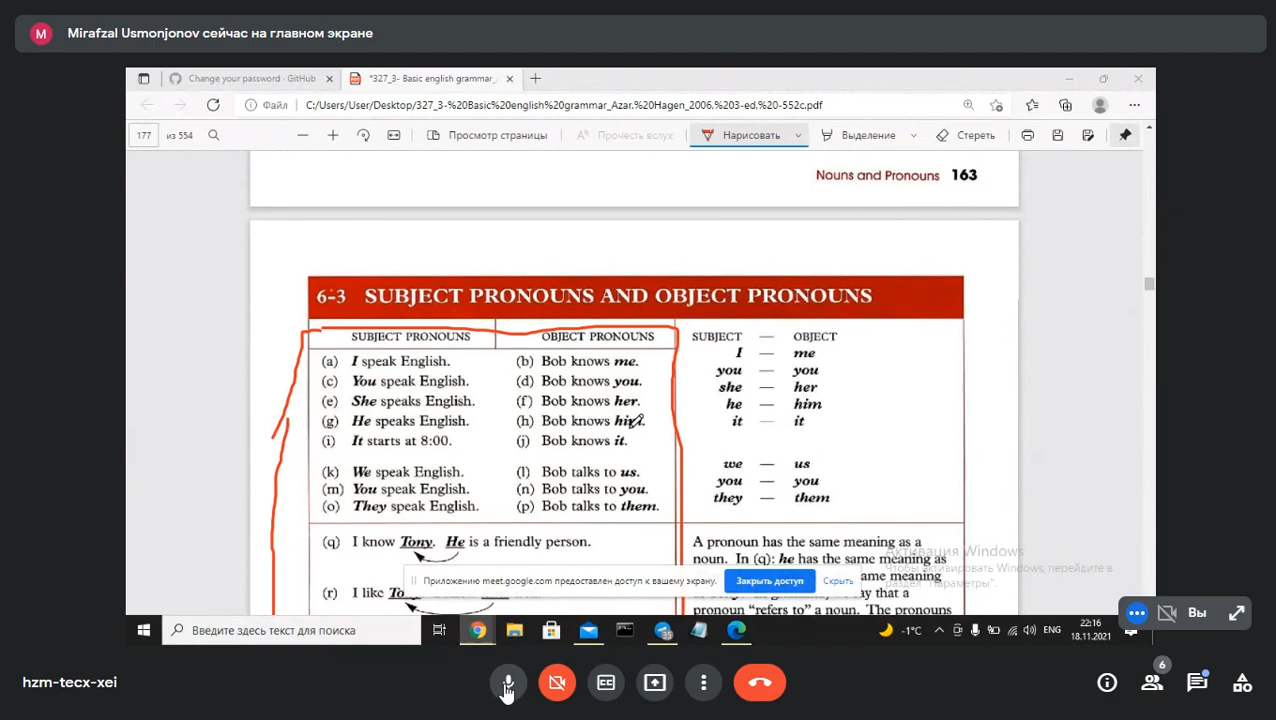 M Mirafzal Usmonjonov сейчас на главном экране
Change your password · GitHub
*327_3- Basic english grammar_
Файл C:/Users/User/Desktop/327_3-%20Basic%20english%20grammar_Azar,%20Hagen_2006.%203-ed,%20-552c.pdf
177 из 554 Просмотр страницы Прочесть вслух Нарисовать Выделение Стереть
Nouns and Pronouns 163
6-3 SUBJECT PRONOUNS AND OBJECT PRONOUNS
SUBJECT PRONOUNS OBJECT PRONOUNS SUBJECT — OBJECT
(a) I speak English. (b) Bob knows me. I — me
(c) You speak English. (d) Bob knows you. you — you
(e) She speaks English. (f) Bob knows her. she — her
(g) He speaks English. (h) Bob knows him. he — him
(i) It starts at 8:00. (j) Bob knows it. it — it
(k) We speak English. (l) Bob talks to us. we — us
(m) You speak English. (n) Bob talks to you. you — you
(o) They speak English. (p) Bob talks to them. they — them
(q) I know Tony. He is a friendly person.
A pronoun has the same meaning as a
noun. In (q): he has the same meaning as
same meaning
say that a
pronoun "refers to" a noun. The pronouns
(r) I like
Активация Windows
Чтобы активировать Windows, перейдите в
раздел "Параметры".
Приложению meet.google.com предоставлен доступ к вашему экрану. Закрыть доступ Скрыть
Вы
Введите здесь текст для поиска
35
-1°C ENG 22:16
18.11.2021
hzm-tecx-xei
CC
6